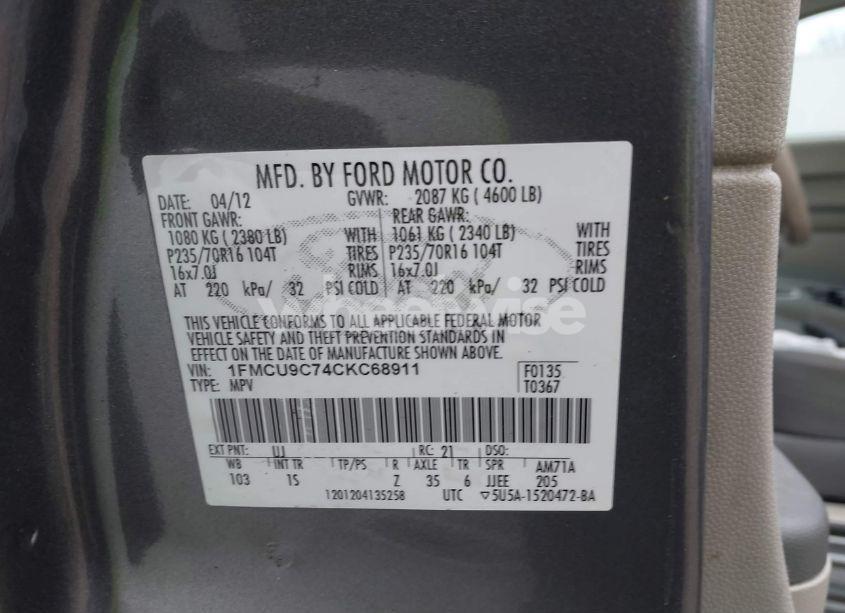 MFD. BY FORD MOTOR CO.
DATE: 04/12 GVWR: 2087 KG ( 4600 LB)
FRONT GAWR: REAR GAWR:
1080 KG ( 2380 LB) WITH 1061 KG ( 2340 LB) WITH
P235/70R16 104T TIRES P235/70R16 104T TIRES
16x7.0J RIMS 16x7.0J RIMS
AT 220 kPa/ 32 PSI COLD AT 220 kPa/ 32 PSI COLD
wheelwise
THIS VEHICLE CONFORMS TO ALL APPLICABLE FEDERAL MOTOR
VEHICLE SAFETY AND THEFT PREVENTION STANDARDS IN
EFFECT ON THE DATE OF MANUFACTURE SHOWN ABOVE.
VIN: 1FMCU9C74CKC68911 F0135
TYPE: MPV T0367
EXT PNT: UJ RC: 21 DSO:
WB INT TR TP/PS R AXLE TR SPR AM71A
103 1S Z 35 6 JJEE 205
1201204135258 UTC ▽5U5A-1520472-BA